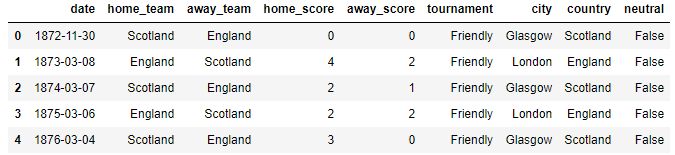 date home_team away_team home_score away_score tournament city country neutral
0 1872-11-30 Scotland England 0 0 Friendly Glasgow Scotland False
1 1873-03-08 England Scotland 4 2 Friendly London England False
2 1874-03-07 Scotland England 2 1 Friendly Glasgow Scotland False
3 1875-03-06 England Scotland 2 2 Friendly London England False
4 1876-03-04 Scotland England 3 0 Friendly Glasgow Scotland False